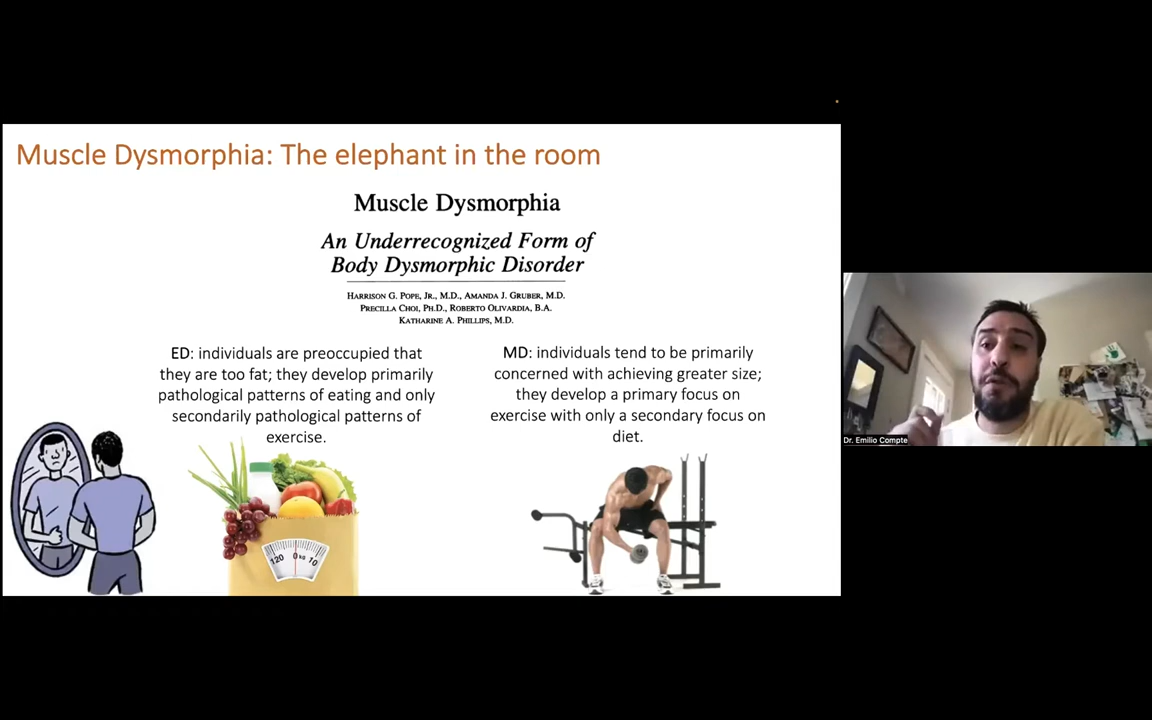 Muscle Dysmorphia: The elephant in the room
Muscle Dysmorphia
An Underrecognized Form of
Body Dysmorphic Disorder
HARRISON G. POPE, JR., M.D., AMANDA J. GRUBER, M.D.
PRECILLA CHOI, PH.D., ROBERTO OLIVARDIA, B.A.
KATHARINE A. PHILLIPS, M.D.
ED: individuals are preoccupied that
they are too fat; they develop primarily
pathological patterns of eating and only
secondarily pathological patterns of
exercise.
MD: individuals tend to be primarily
concerned with achieving greater size;
they develop a primary focus on
exercise with only a secondary focus on
diet.
120 0 kg 10
Dr. Emilio Compte